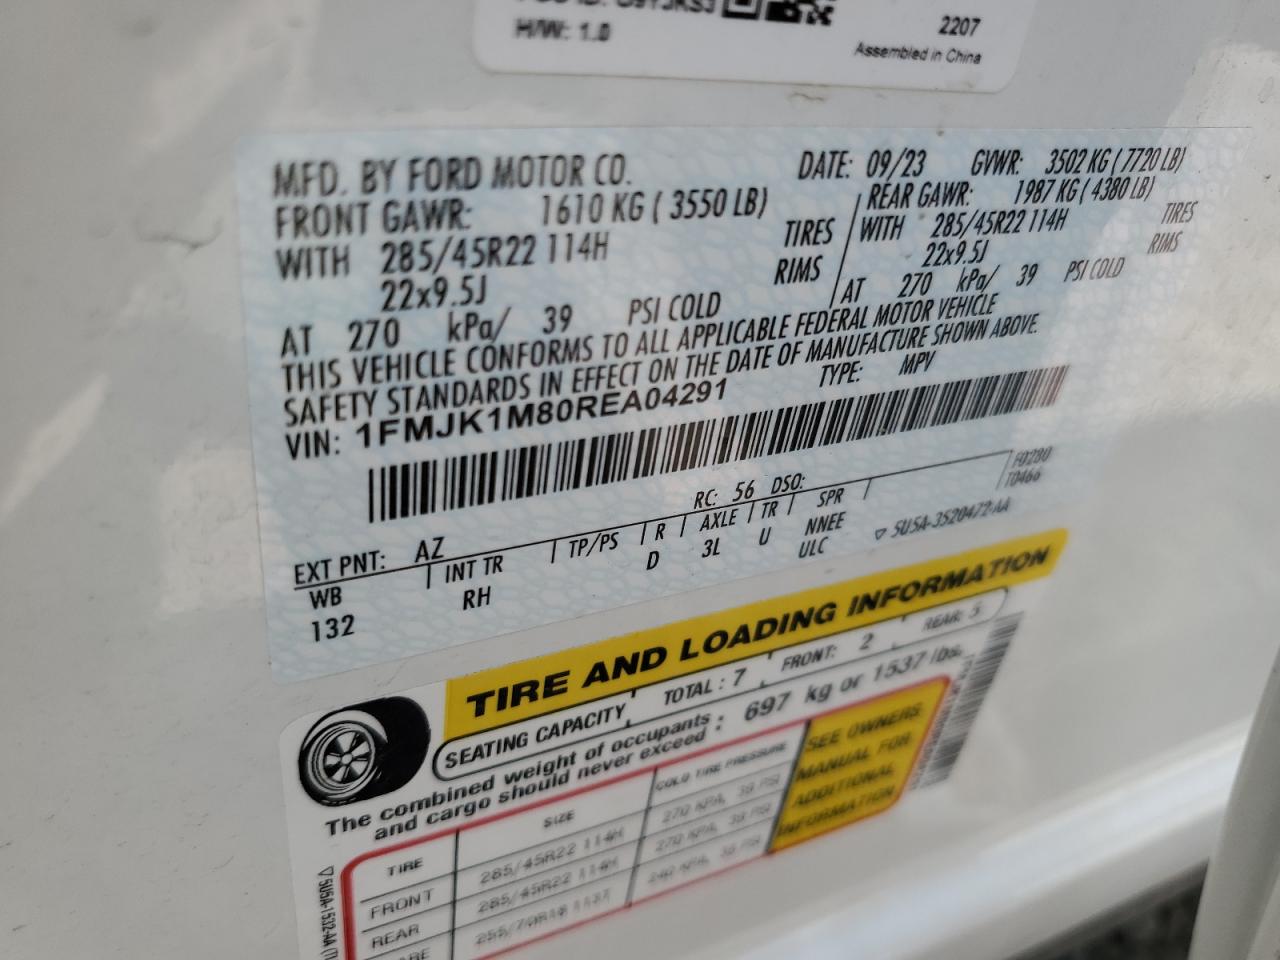 H/W: 1.0
2207
Assembled in China
MFD. BY FORD MOTOR CO.
DATE: 09/23 GVWR: 3502 KG ( 7720 LB)
FRONT GAWR: 1610 KG ( 3550 LB)
REAR GAWR: 1987 KG ( 4380 LB)
WITH 285/45R22 114H TIRES
WITH 285/45R22 114H TIRES
22x9.5J RIMS
22x9.5J RIMS
AT 270 kPa/ 39 PSI COLD
AT 270 kPa/ 39 PSI COLD
THIS VEHICLE CONFORMS TO ALL APPLICABLE FEDERAL MOTOR VEHICLE
SAFETY STANDARDS IN EFFECT ON THE DATE OF MANUFACTURE SHOWN ABOVE.
VIN: 1FMJK1M80REA04291 TYPE: MPV
F0280
T0466
RC: 56 DSO:
EXT PNT: AZ
WB | INT TR | TP/PS | R | AXLE | TR | SPR |
132 RH D 3L U NNEE
ULC
▽ 5U5A-3520472-AA
TIRE AND LOADING INFORMATION
SEATING CAPACITY TOTAL : 7 FRONT: 2 REAR: 5
The combined weight of occupants and cargo should never exceed : 697 kg or 1537 lbs.
TIRE SIZE COLD TIRE PRESSURE
FRONT 285/45R22 114H 270 KPA, 39 PSI
REAR 285/45R22 114H 270 KPA, 39 PSI
SEE OWNERS
MANUAL FOR
ADDITIONAL
INFORMATION
▽ 5U5A-1532-AA